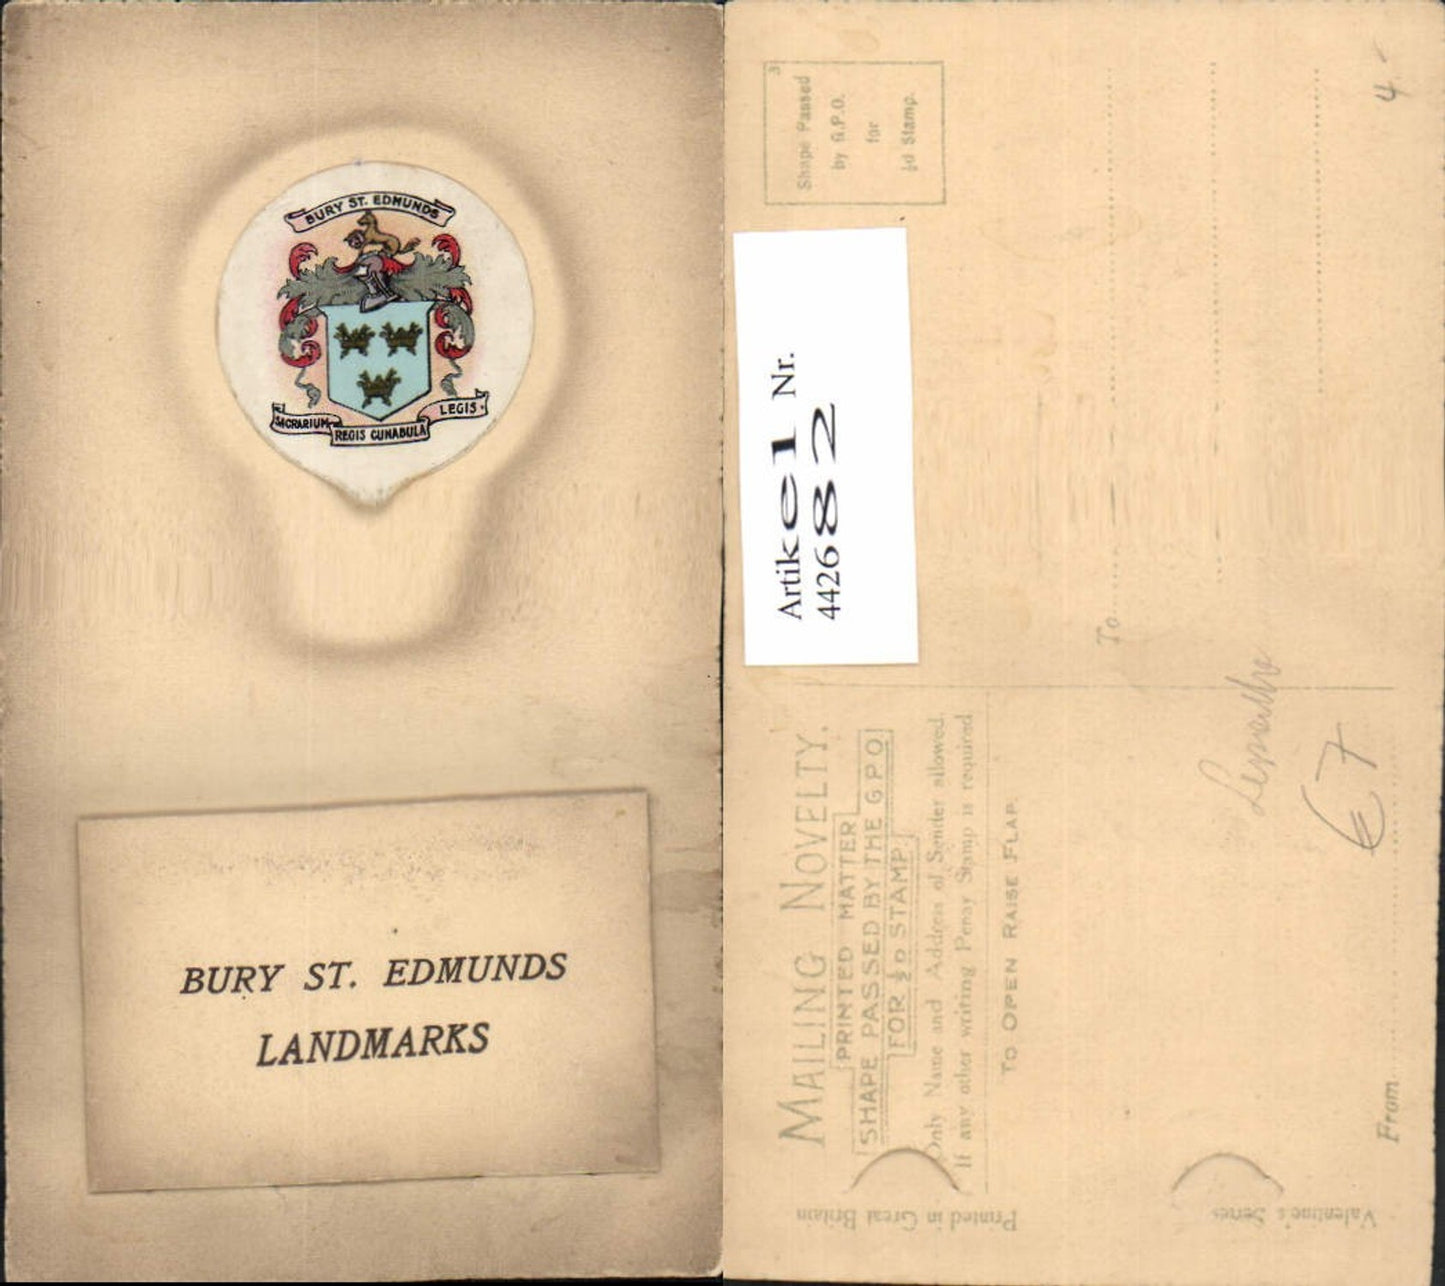 BURY ST. EDMUNDS
SACRARIUM
REGIS CUNABULA
LEGIS.
BURY ST. EDMUNDS
LANDMARKS
3
Shape Passed
by G.P.O.
for
½d Stamp.
Artikel Nr.
442682
4-
To
MAILING NOVELTY.
PRINTED MATTER
SHAPE PASSED BY THE G.P.O.
FOR ½D STAMP
Only Name and Address of Sender allowed.
If any other writing Penny Stamp is required
TO OPEN RAISE FLAP.
€7
From
Printed in Great Britain
Valentine's Series